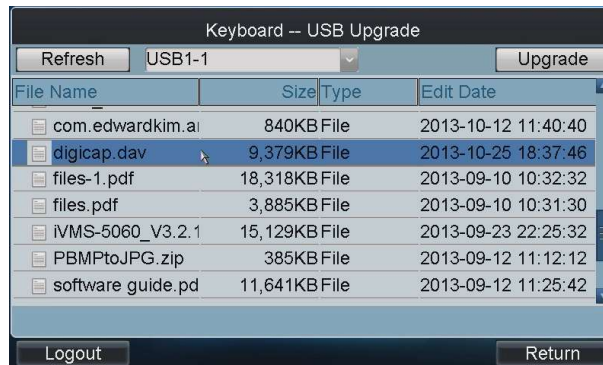 Keyboard -- USB Upgrade
Refresh USB1-1 Upgrade
File Name Size Type Edit Date
com.edwardkim.a 840KB File 2013-10-12 11:40:40
digicap.dav 9,379KB File 2013-10-25 18:37:46
files-1.pdf 18,318KB File 2013-09-10 10:32:32
files.pdf 3,885KB File 2013-09-10 10:31:30
iVMS-5060_V3.2.1 15,129KB File 2013-09-23 22:25:32
PBMPtoJPG.zip 385KB File 2013-09-12 11:12:12
software guide.pd 11,641KB File 2013-09-12 11:25:42
Logout Return